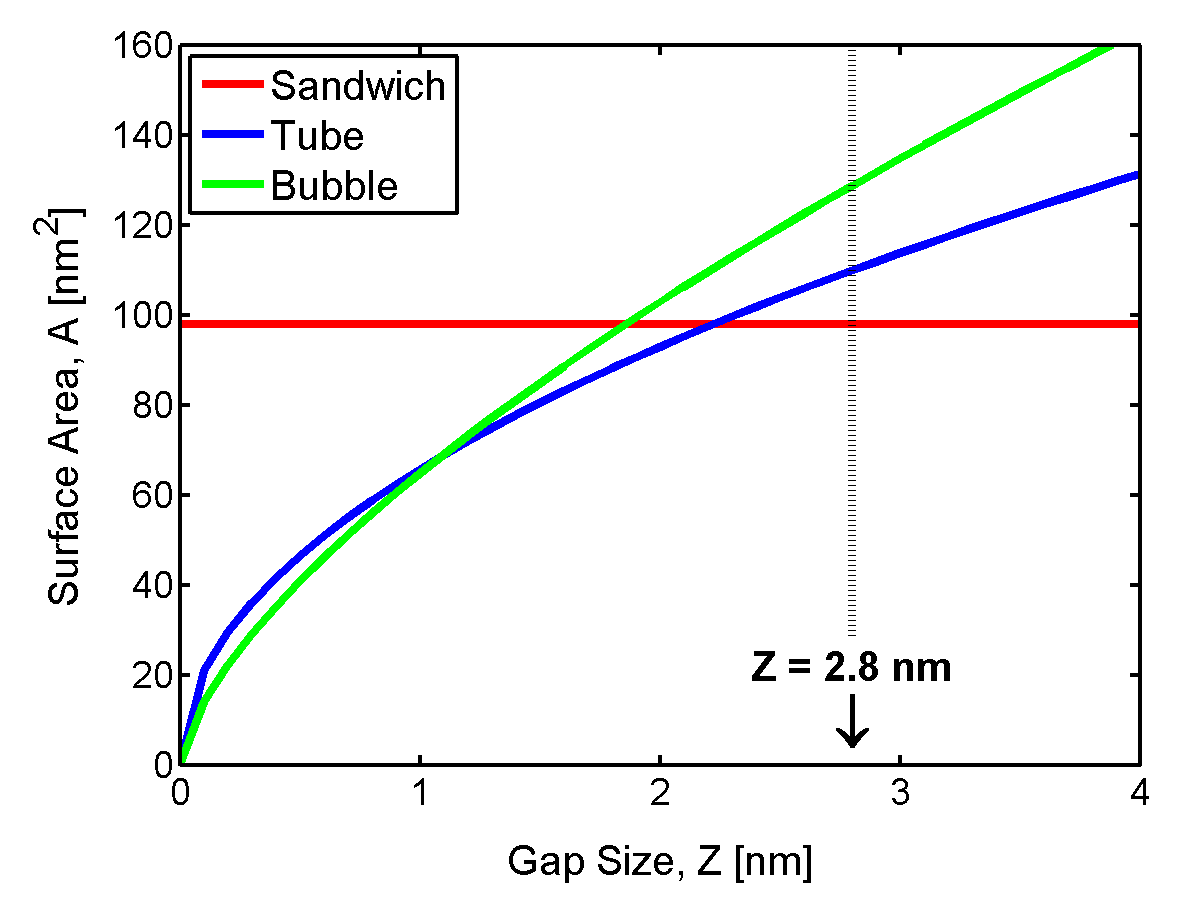 160
140
120
100
80
60
40
20
0
Surface Area, A [nm²]
Sandwich
Tube
Bubble
Z = 2.8 nm
0 1 2 3 4
Gap Size, Z [nm]